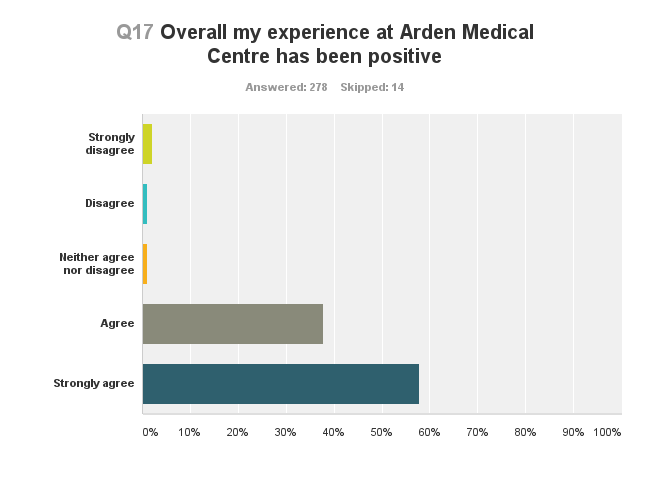 Q17 Overall my experience at Arden Medical
Centre has been positive
Answered: 278 Skipped: 14
Strongly
disagree
Disagree
Neither agree
nor disagree
Agree
Strongly agree
0% 10% 20% 30% 40% 50% 60% 70% 80% 90% 100%